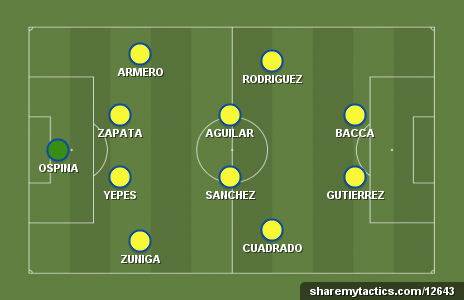 ARMERO
RODRIGUEZ
ZAPATA
AGUILAR
BACCA
OSPINA
YEPES
SANCHEZ
GUTIERREZ
ZUNIGA
CUADRADO
sharemytactics.com/12643